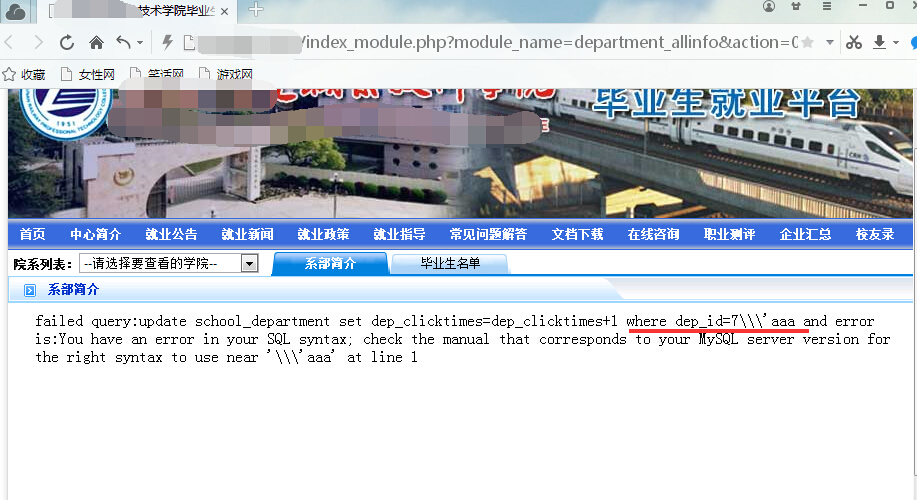 技术学院毕业生
/index_module.php?module_name=department_allinfo&action=0
收藏 女性网 笑话网 游戏网
毕业生就业平台
1951
CRH
首页 中心简介 就业公告 就业新闻 就业政策 就业指导 常见问题解答 文档下载 在线咨询 职业测评 企业汇总 校友录
院系列表: --请选择要查看的学院-- 系部简介 毕业生名单
系部简介
failed query:update school_department set dep_clicktimes=dep_clicktimes+1 where dep_id=7\\\'aaa and error
is:You have an error in your SQL syntax; check the manual that corresponds to your MySQL server version for
the right syntax to use near '\\\'aaa' at line 1